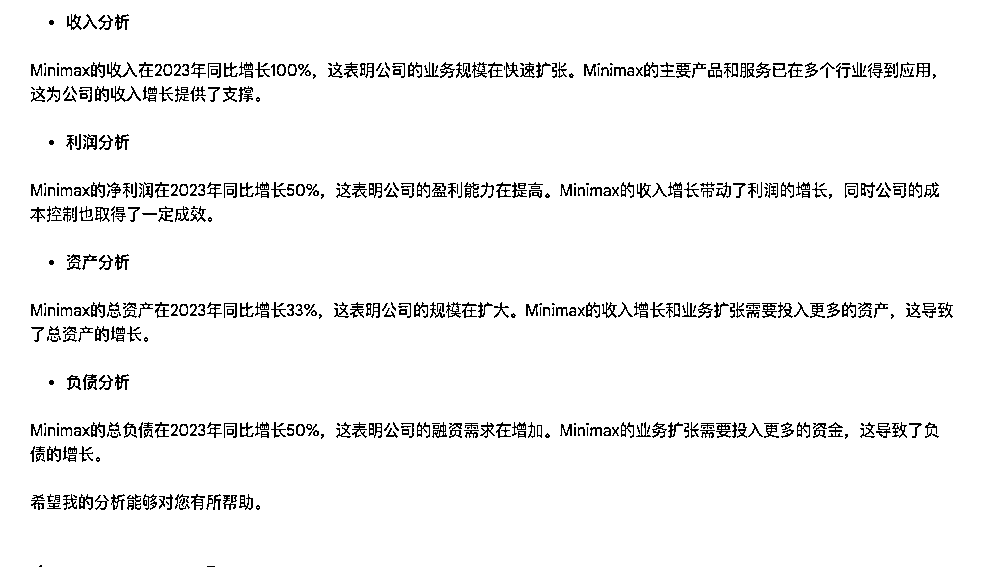 • 收入分析
Minimax的收入在2023年同比增长100%，这表明公司的业务规模在快速扩张。Minimax的主要产品和服务已在多个行业得到应用，
这为公司的收入增长提供了支撑。
• 利润分析
Minimax的净利润在2023年同比增长50%，这表明公司的盈利能力在提高。Minimax的收入增长带动了利润的增长，同时公司的成
本控制也取得了一定成效。
• 资产分析
Minimax的总资产在2023年同比增长33%，这表明公司的规模在扩大。Minimax的收入增长和业务扩张需要投入更多的资产，这导致
了总资产的增长。
• 负债分析
Minimax的总负债在2023年同比增长50%，这表明公司的融资需求在增加。Minimax的业务扩张需要投入更多的资金，这导致了负
债的增长。
希望我的分析能够对您有所帮助。